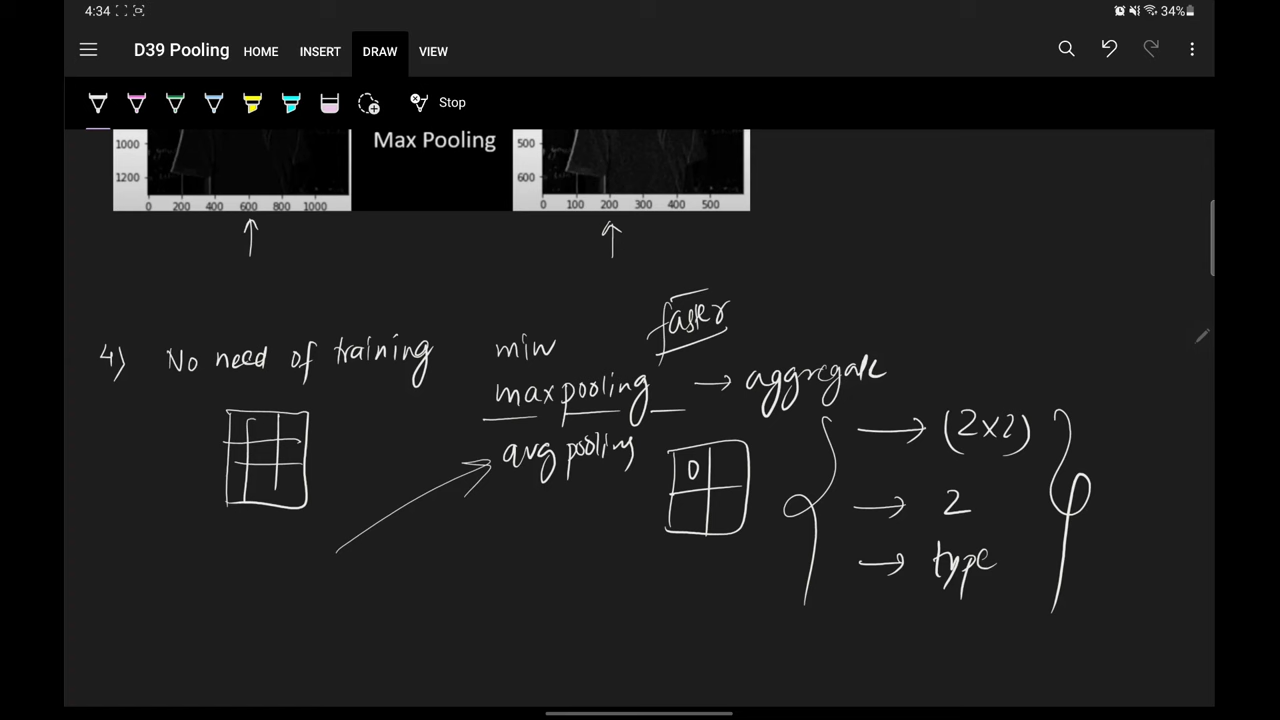 4:34 34%
D39 Pooling HOME INSERT DRAW VIEW
Stop
1000 Max Pooling 500
1200 600
0 200 400 600 800 1000 0 100 200 300 400 500
faster
4) No need of training min
maxpooling → aggregate
→ (2x2)
avg pooling
0
→ 2
→ type